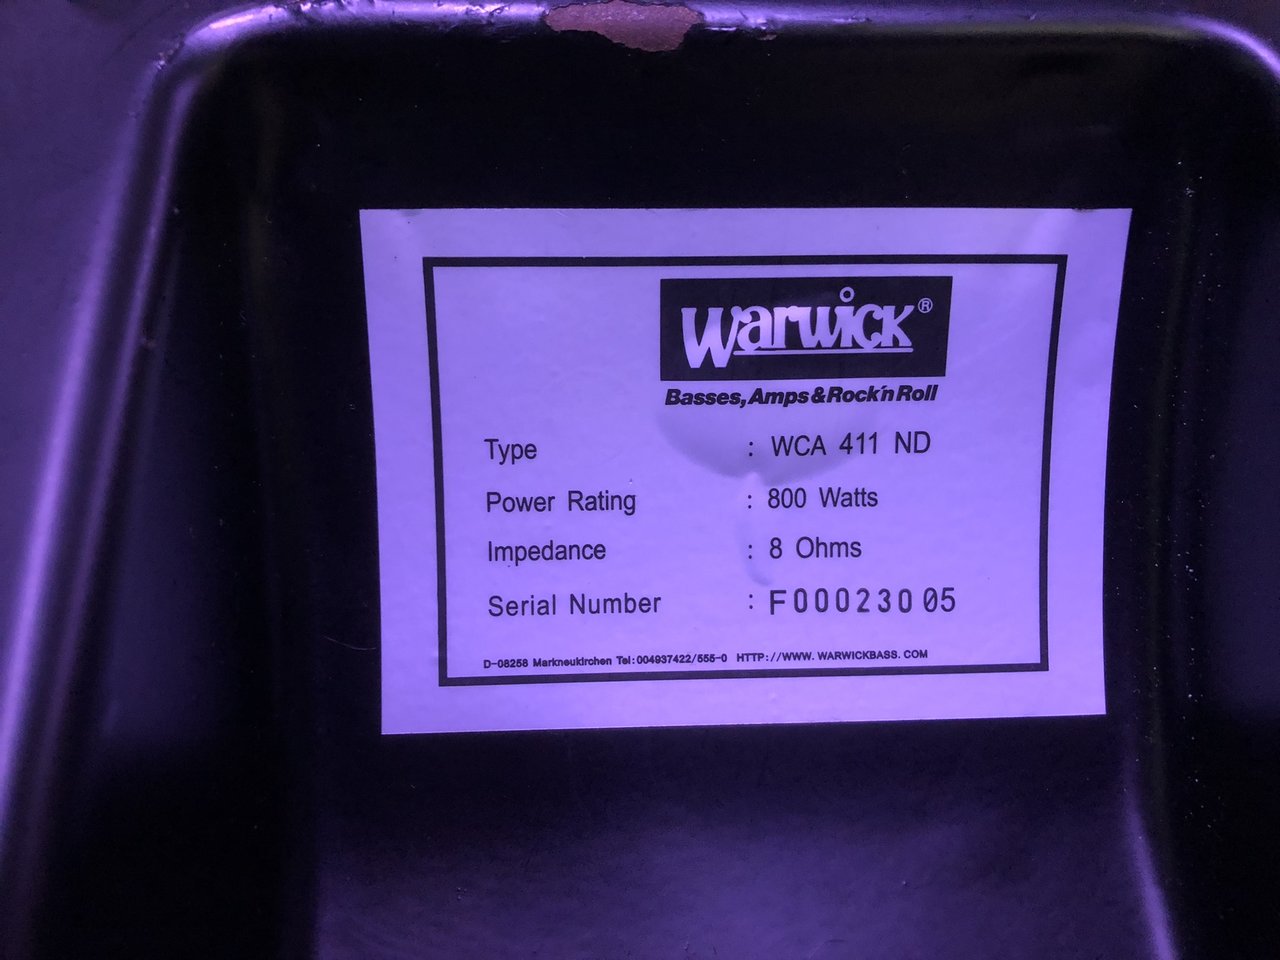 Warwick®
Basses, Amps & Rock'n Roll
Type : WCA 411 ND
Power Rating : 800 Watts
Impedance : 8 Ohms
Serial Number : F00023005
D-08258 Markneukirchen Tel:004937422/555-0 HTTP://WWW.WARWICKBASS.COM